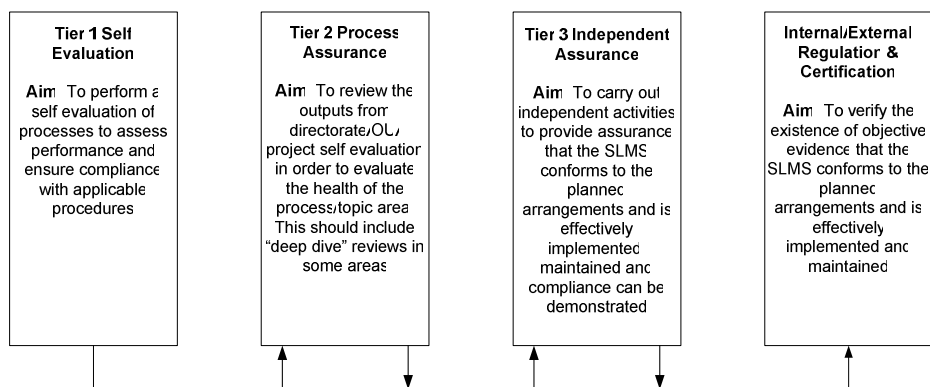 Tier 1 Self
Evaluation
Aim To perform a
self evaluation of
processes to assess
performance and
ensure compliance
with applicable
procedures
Tier 2 Process
Assurance
Aim To review the
outputs from
directorate/OU/
project self evaluation
in order to evaluate
the health of the
process/topic area
This should include
“deep dive” reviews in
some areas
Tier 3 Independent
Assurance
Aim To carry out
independent activities
to provide assurance
that the SLMS
conforms to the
planned
arrangements and is
effectively
implemented
maintained and
compliance can be
demonstrated
Internal/External
Regulation &
Certification
Aim To verify the
existence of objective
evidence that the
SLMS conforms to the
planned
arrangements and is
effectively
implemented and
maintained